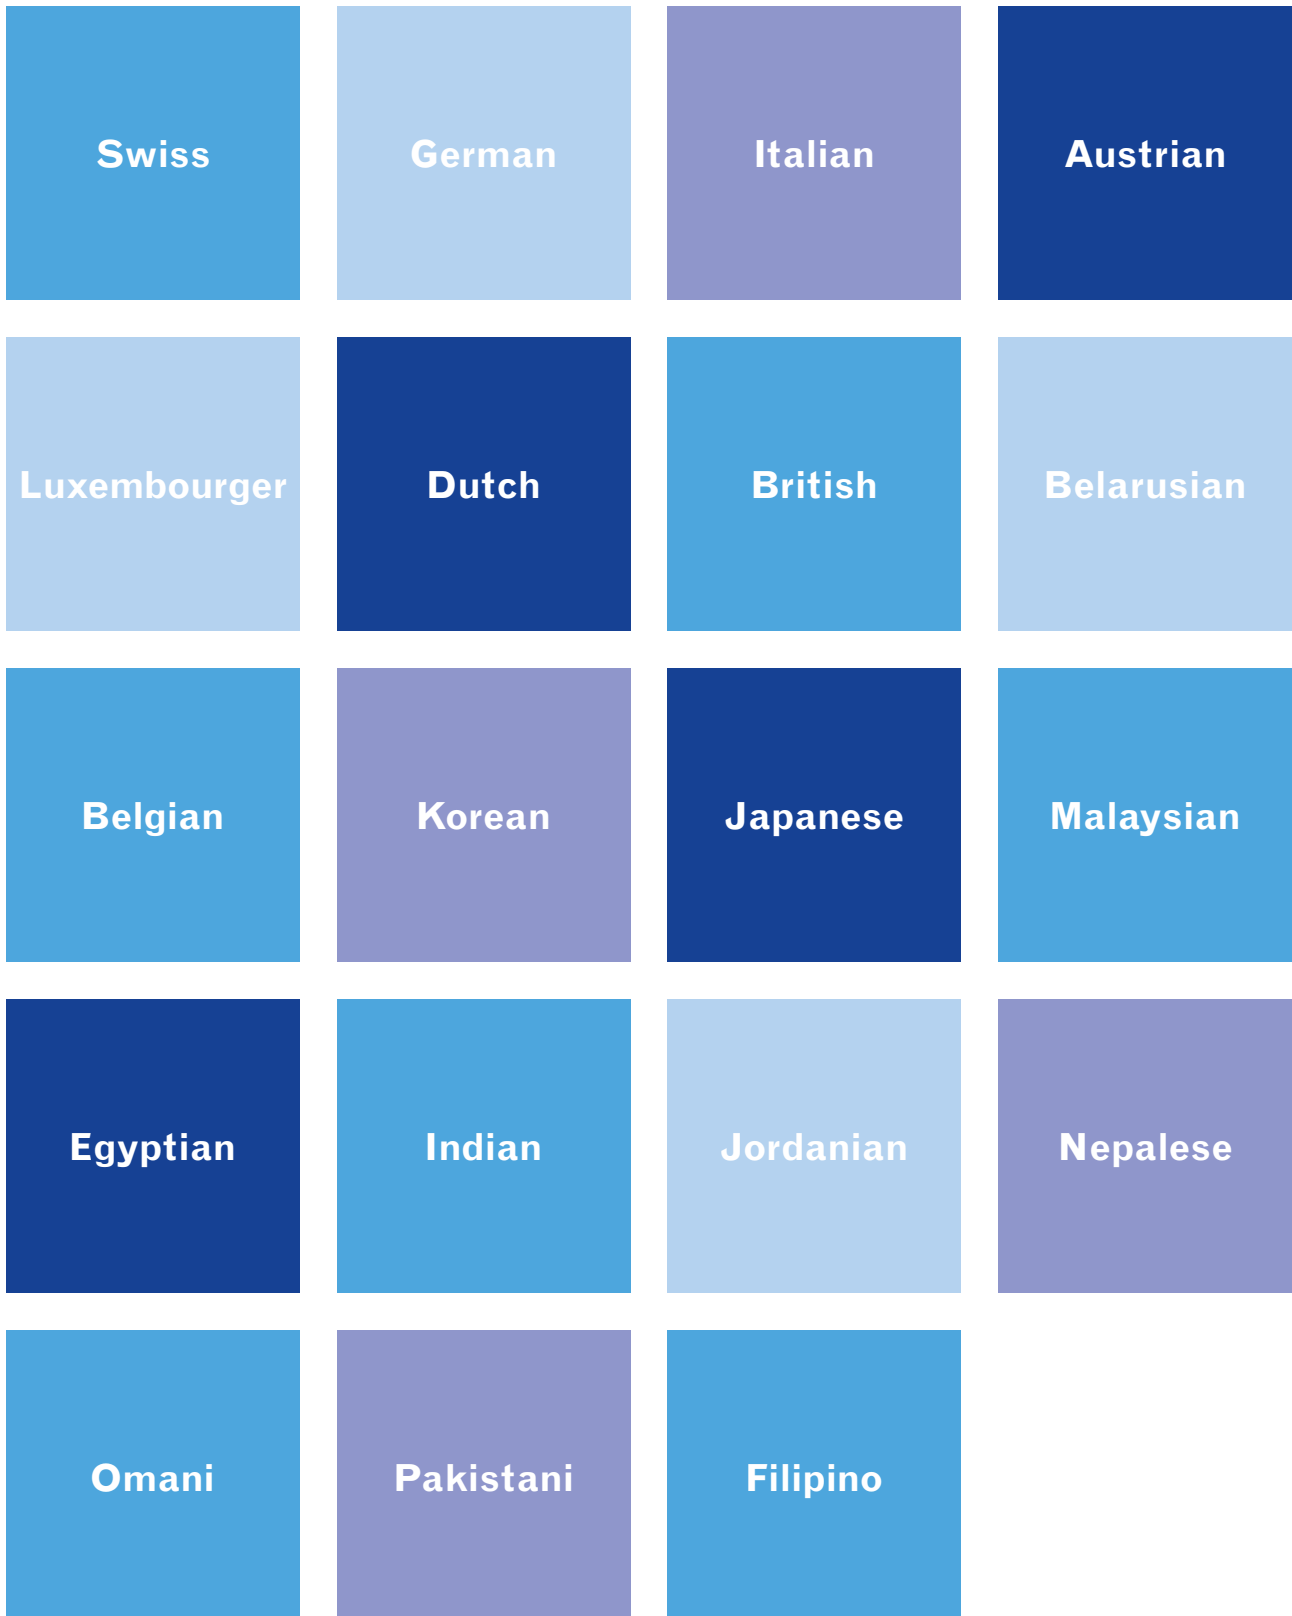 Swiss
German
Italian
Austrian
Luxembourger
Dutch
British
Belarusian
Belgian
Korean
Japanese
Malaysian
Egyptian
Indian
Jordanian
Nepalese
Omani
Pakistani
Filipino